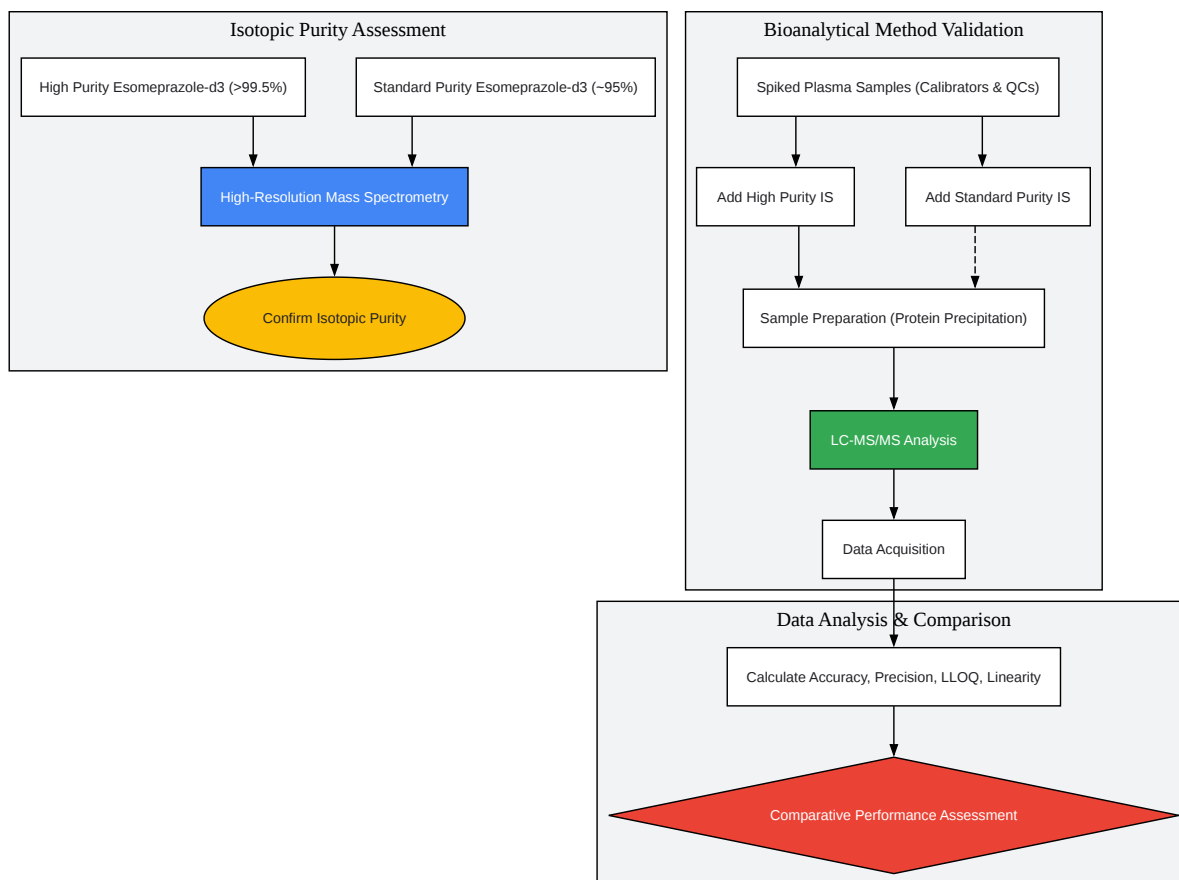 Isotopic Purity Assessment
High Purity Esomeprazole-d3 (>99.5%)
Standard Purity Esomeprazole-d3 (~95%)
High-Resolution Mass Spectrometry
Confirm Isotopic Purity
Bioanalytical Method Validation
Spiked Plasma Samples (Calibrators & QCs)
Add High Purity IS
Add Standard Purity IS
Sample Preparation (Protein Precipitation)
LC-MS/MS Analysis
Data Acquisition
Data Analysis & Comparison
Calculate Accuracy, Precision, LLOQ, Linearity
Comparative Performance Assessment